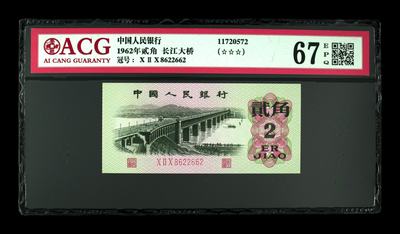 ACG
AI CANG GUARANTY
中国人民银行
1962年贰角 长江大桥
冠号： X II X 8622662
11720572
(☆☆☆)
67 EPQ
中国人民银行
贰角
2
ER
JIAO
X II X 8622662